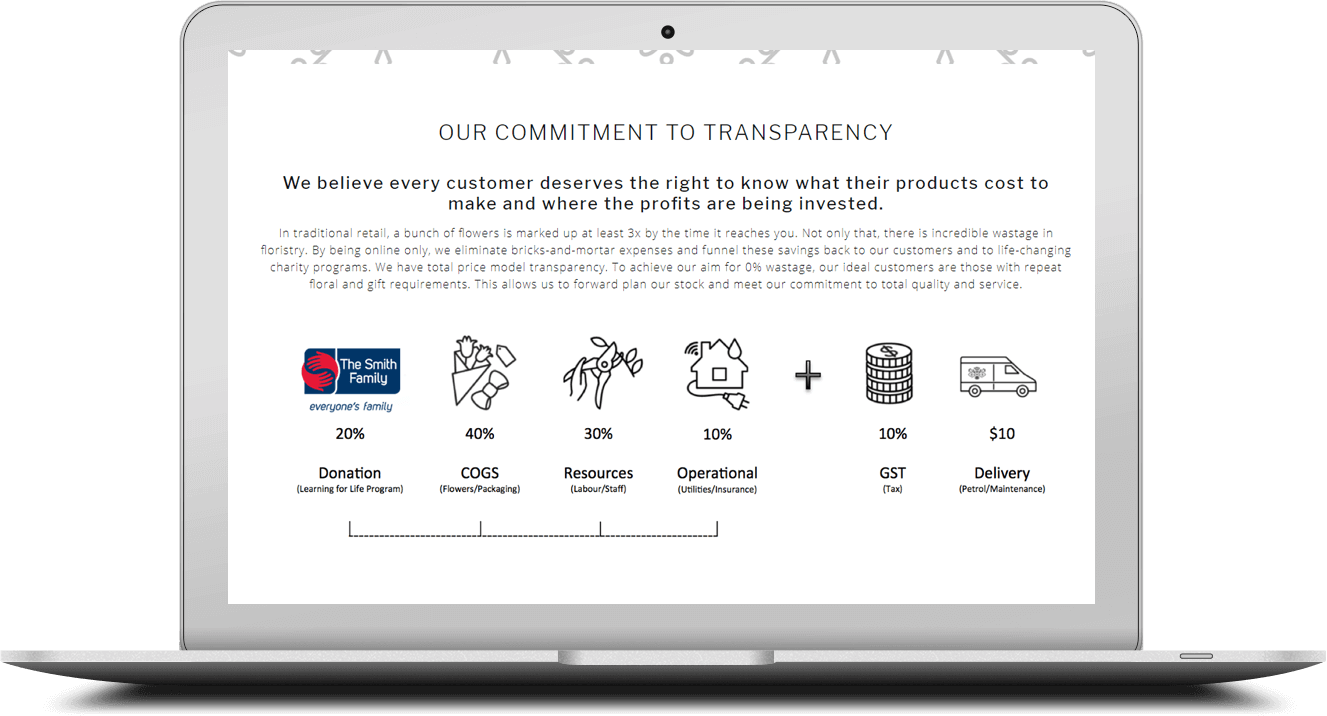 OUR COMMITMENT TO TRANSPARENCY
We believe every customer deserves the right to know what their products cost to
make and where the profits are being invested.
In traditional retail, a bunch of flowers is marked up at least 3x by the time it reaches you. Not only that, there is incredible wastage in
floristry. By being online only, we eliminate bricks-and-mortar expenses and funnel these savings back to our customers and to life-changing
charity programs. We have total price model transparency. To achieve our aim for 0% wastage, our ideal customers are those with repeat
floral and gift requirements. This allows us to forward plan our stock and meet our commitment to total quality and service.
The Smith
Family
everyone's family
20% 40% 30% 10% + 10% $10
Donation COGS Resources Operational GST Delivery
(Learning for Life Program) (Flowers/Packaging) (Labour/Staff) (Utilities/Insurance) (Tax) (Petrol/Maintenance)